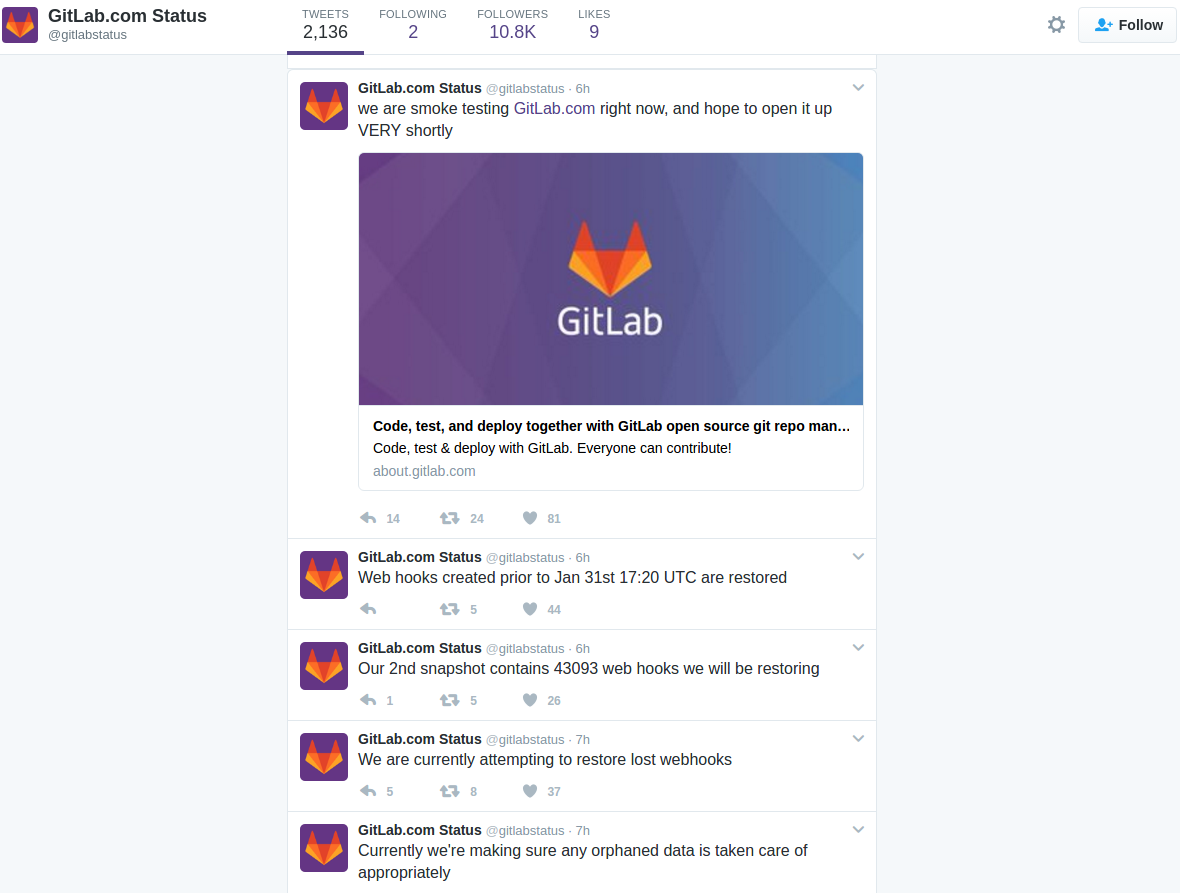 GitLab.com Status
@gitlabstatus
TWEETS
2,136
FOLLOWING
2
FOLLOWERS
10.8K
LIKES
9
Follow
GitLab.com Status @gitlabstatus · 6h
we are smoke testing GitLab.com right now, and hope to open it up
VERY shortly
GitLab
Code, test, and deploy together with GitLab open source git repo man…
Code, test & deploy with GitLab. Everyone can contribute!
about.gitlab.com
14 24 81
GitLab.com Status @gitlabstatus · 6h
Web hooks created prior to Jan 31st 17:20 UTC are restored
5 44
GitLab.com Status @gitlabstatus · 6h
Our 2nd snapshot contains 43093 web hooks we will be restoring
1 5 26
GitLab.com Status @gitlabstatus · 7h
We are currently attempting to restore lost webhooks
5 8 37
GitLab.com Status @gitlabstatus · 7h
Currently we're making sure any orphaned data is taken care of
appropriately